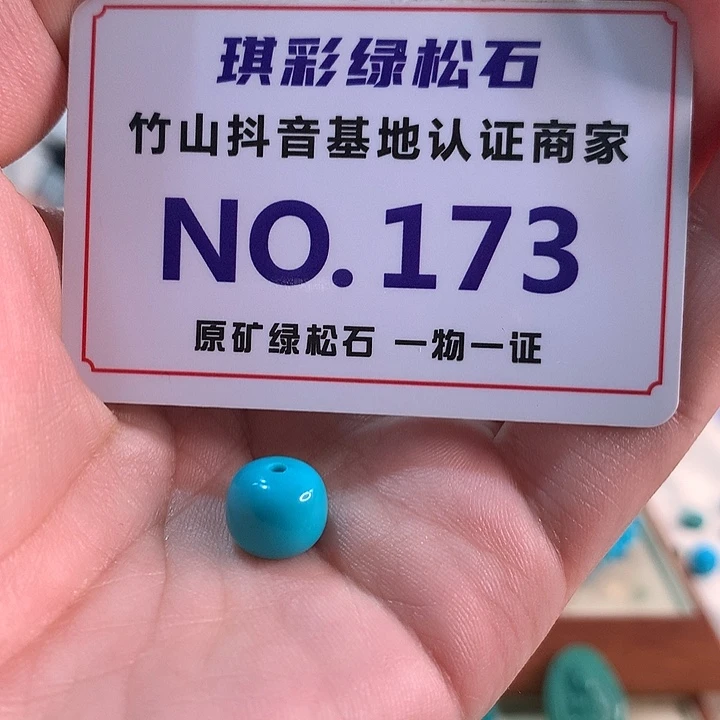 琪彩绿松石
竹山抖音基地认证商家
NO.173
原矿绿松石 一物一证